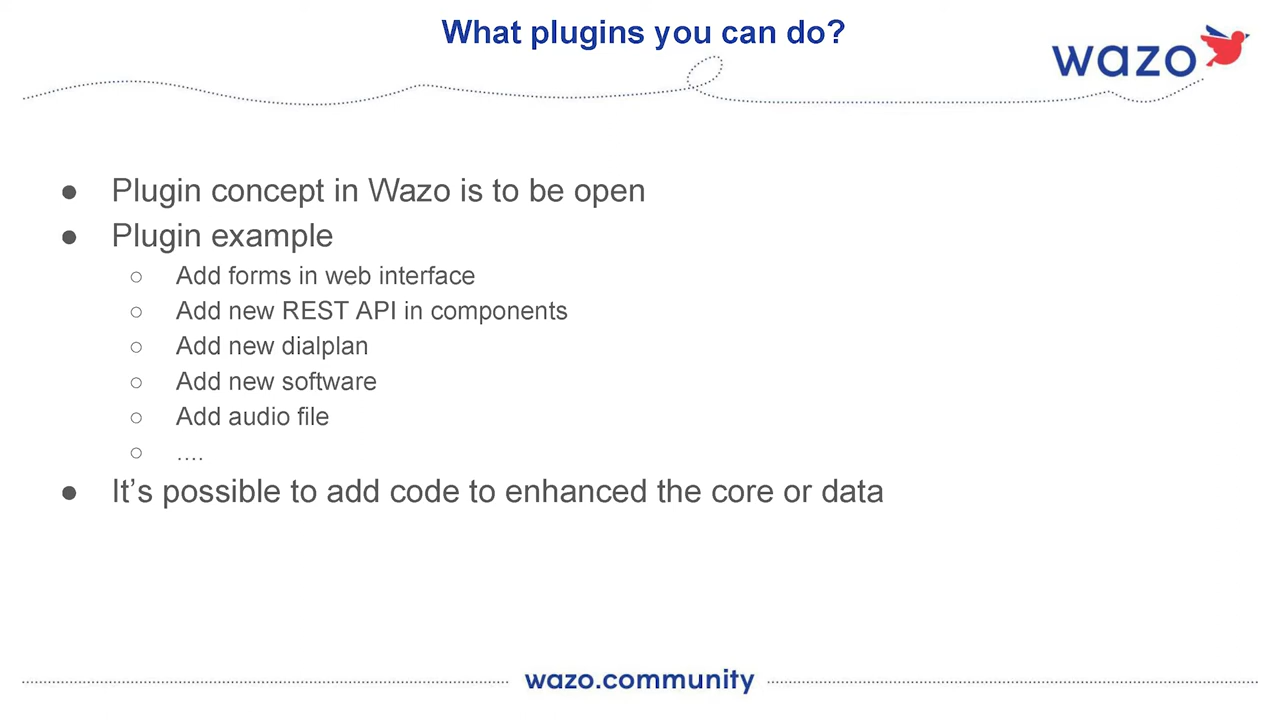 What plugins you can do?
wazo
● Plugin concept in Wazo is to be open
● Plugin example
○ Add forms in web interface
○ Add new REST API in components
○ Add new dialplan
○ Add new software
○ Add audio file
○ ....
● It’s possible to add code to enhanced the core or data
wazo.community